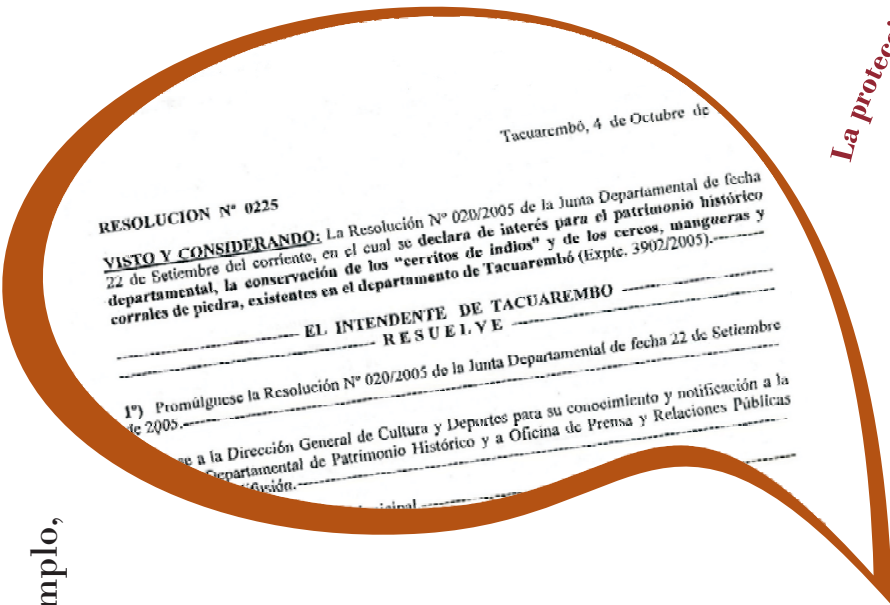 Tacuarembó, 4 de Octubre de
RESOLUCION Nº 0225
VISTO Y CONSIDERANDO: La Resolución Nº 020/2005 de la Junta Departamental de fecha
22 de Setiembre del corriente, en el cual se declara de interés para el patrimonio histórico
departamental, la conservación de los "cerritos de indios" y de los cercos, mangueras y
corrales de piedra, existentes en el departamento de Tacuarembó (Expte. 3902/2005).
EL INTENDENTE DE TACUAREMBO
RESUELVE
1º) Promúlguese la Resolución Nº 020/2005 de la Junta Departamental de fecha 22 de Setiembre
de 2005.
a la Dirección General de Cultura y Deportes para su conocimiento y notificación a la
Departamental de Patrimonio Histórico y a Oficina de Prensa y Relaciones Públicas
La